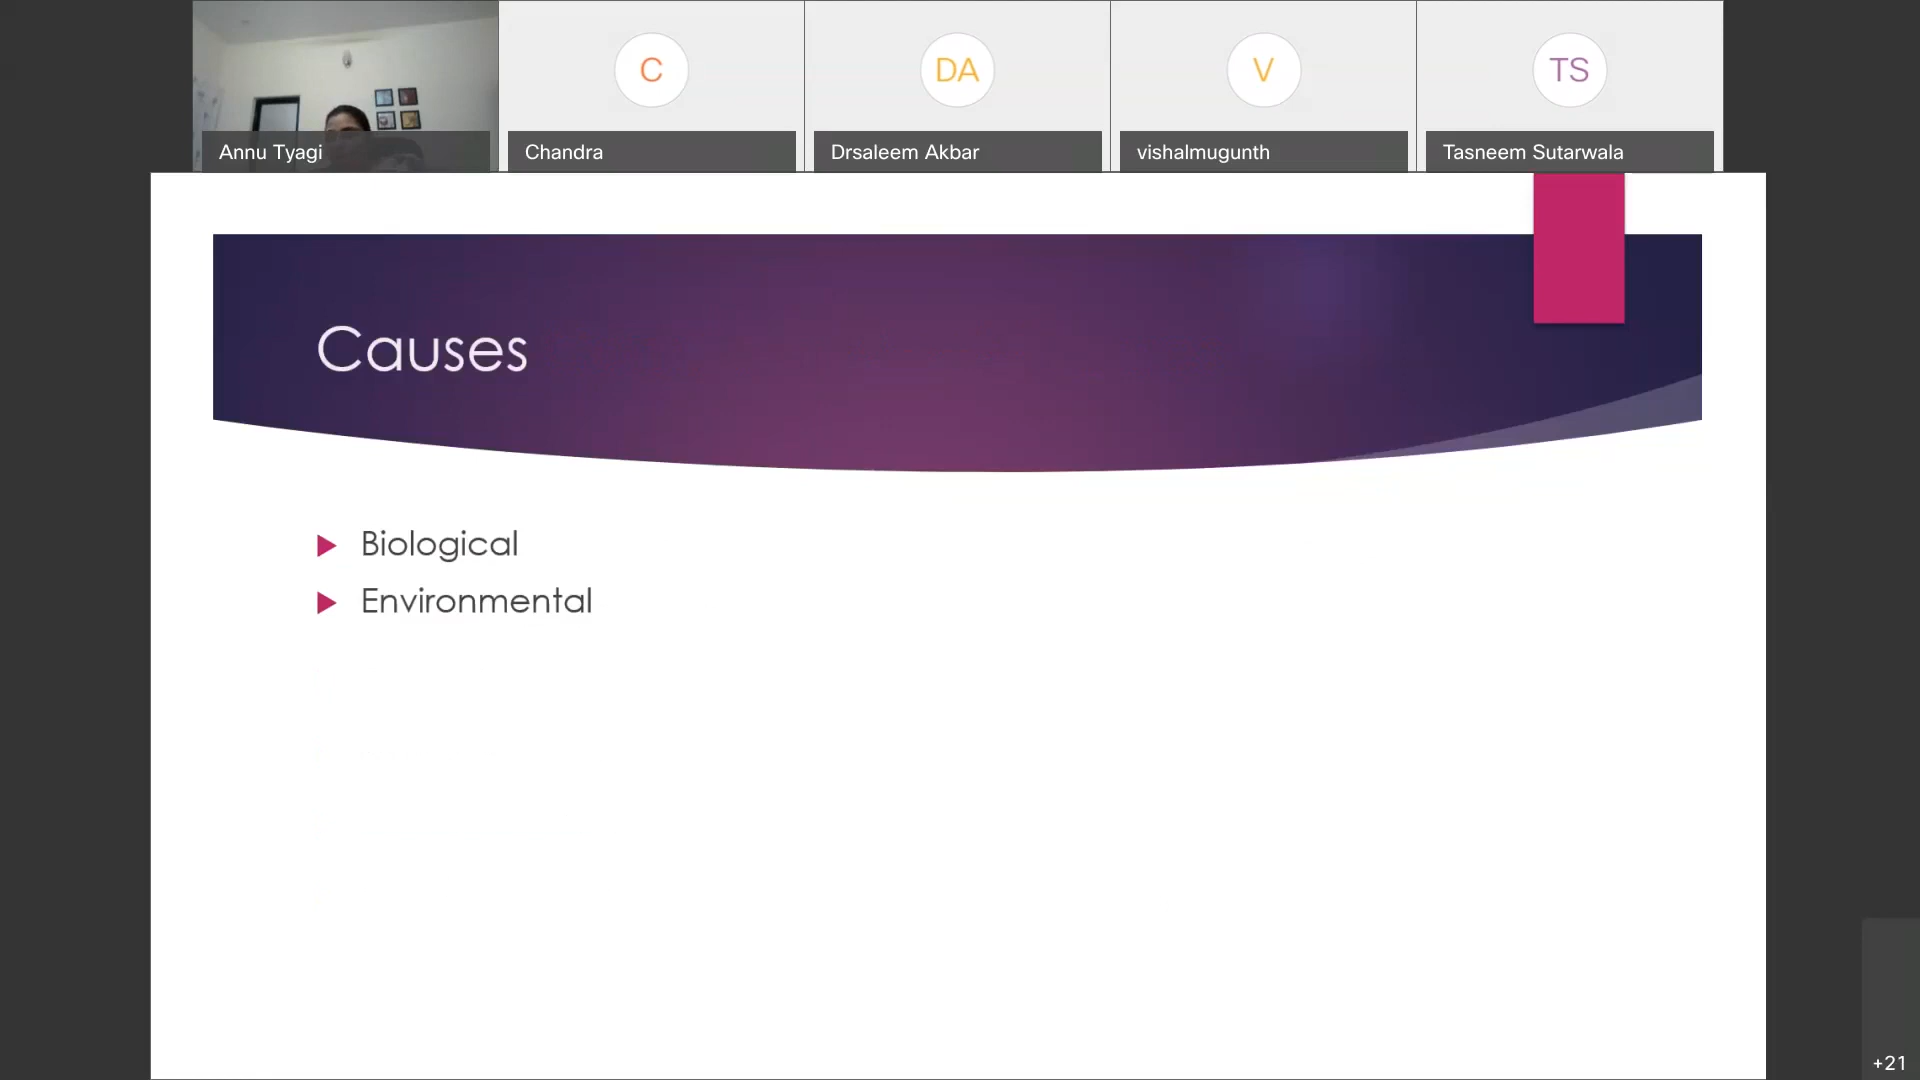 C
DA
V
TS
Annu Tyagi
Chandra
Drsaleem Akbar
vishalmugunth
Tasneem Sutarwala
Causes
Biological
Environmental
+21